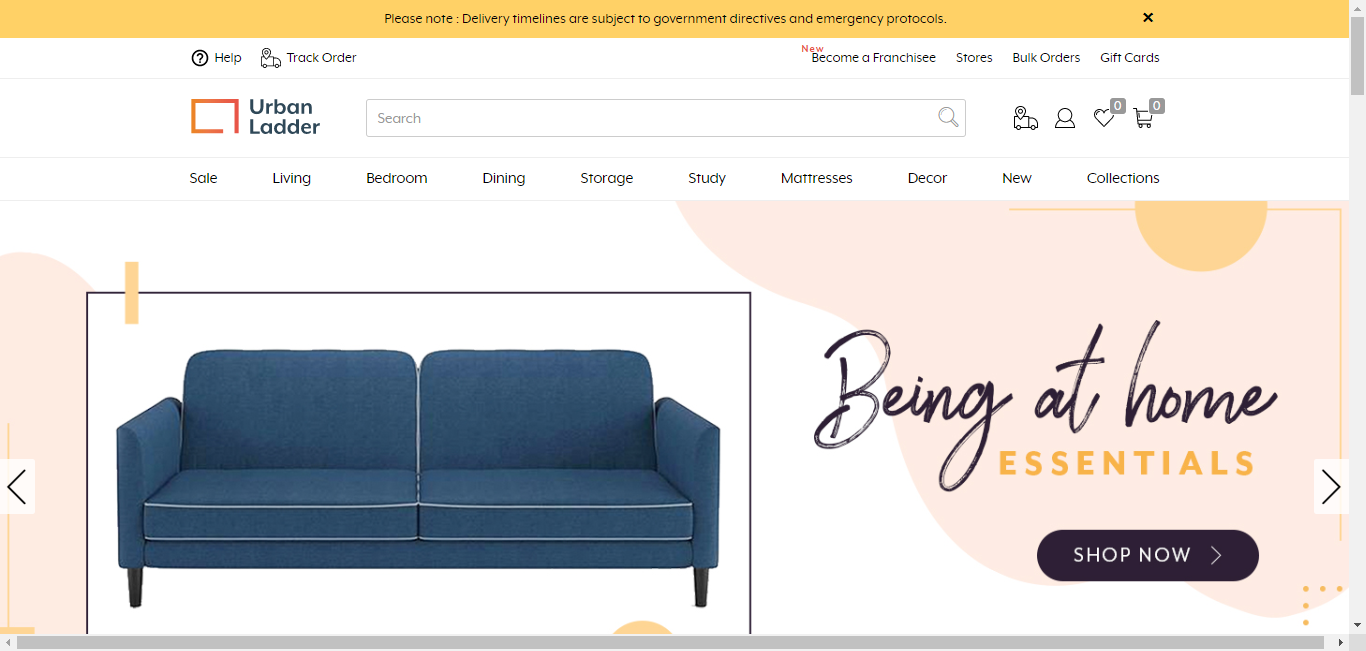 Please note : Delivery timelines are subject to government directives and emergency protocols. ×
Help Track Order New Become a Franchisee Stores Bulk Orders Gift Cards
Urban
Ladder
Search
0 0
Sale Living Bedroom Dining Storage Study Mattresses Decor New Collections
Being at home
ESSENTIALS
SHOP NOW